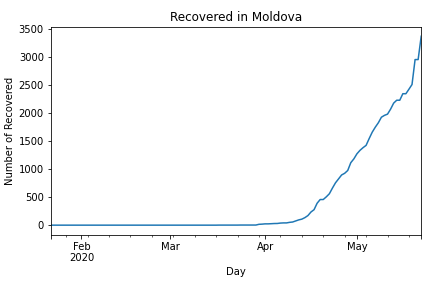 Recovered in Moldova
Number of Recovered
3500
3000
2500
2000
1500
1000
500
0
Feb
2020
Mar
Apr
May
Day